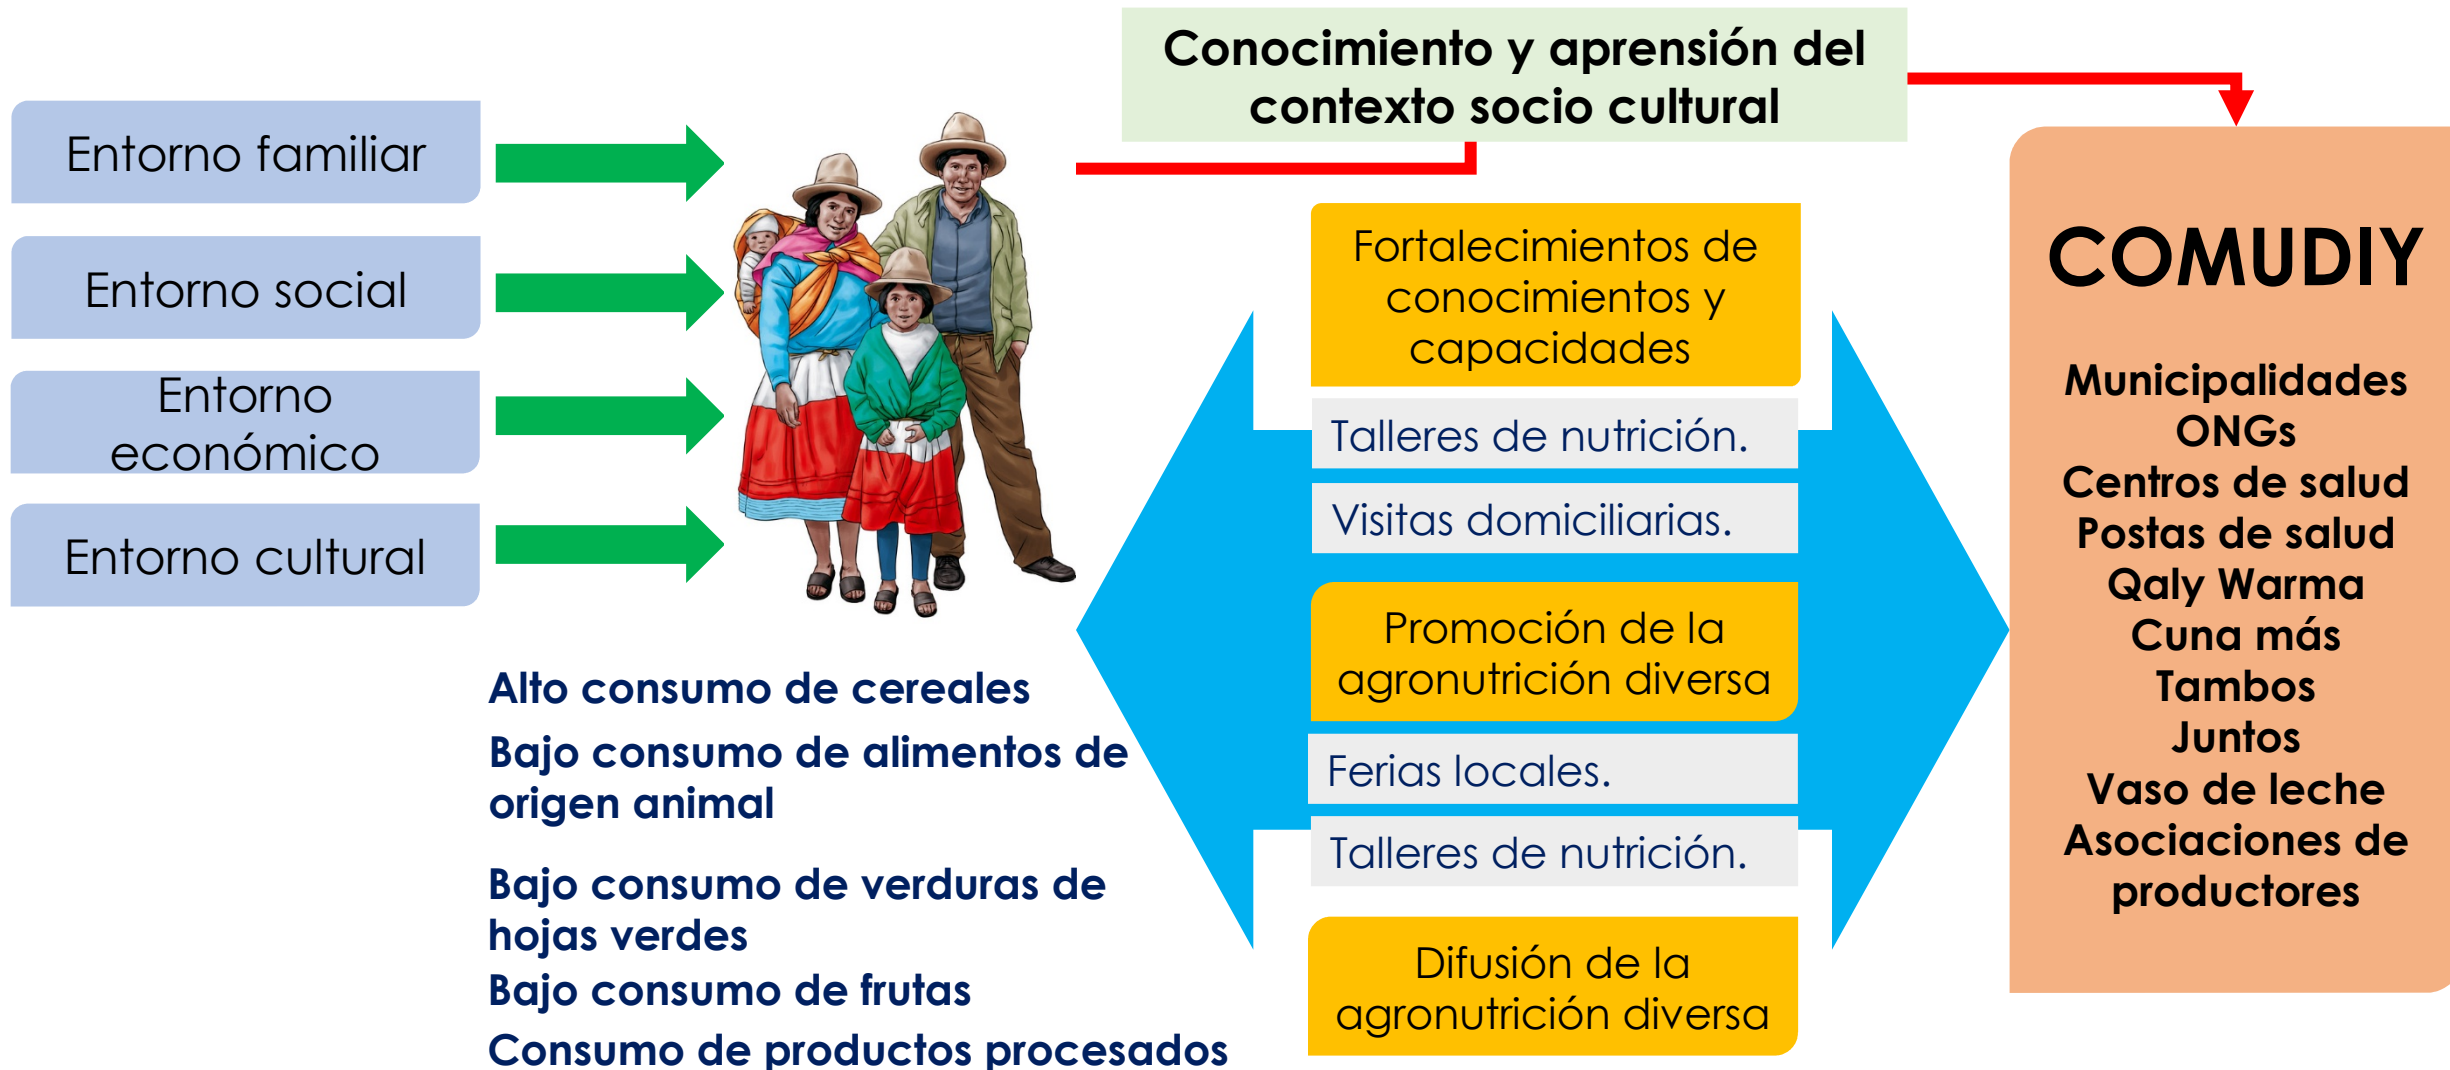 Conocimiento y aprensión del
contexto socio cultural
Entorno familiar
Entorno social
Entorno
económico
Entorno cultural
Alto consumo de cereales
Bajo consumo de alimentos de
origen animal
Bajo consumo de verduras de
hojas verdes
Bajo consumo de frutas
Consumo de productos procesados
Fortalecimientos de
conocimientos y
capacidades
Talleres de nutrición.
Visitas domiciliarias.
Promoción de la
agronutrición diversa
Ferias locales.
Talleres de nutrición.
Difusión de la
agronutrición diversa
COMUDIY
Municipalidades
ONGs
Centros de salud
Postas de salud
Qaly Warma
Cuna más
Tambos
Juntos
Vaso de leche
Asociaciones de
productores